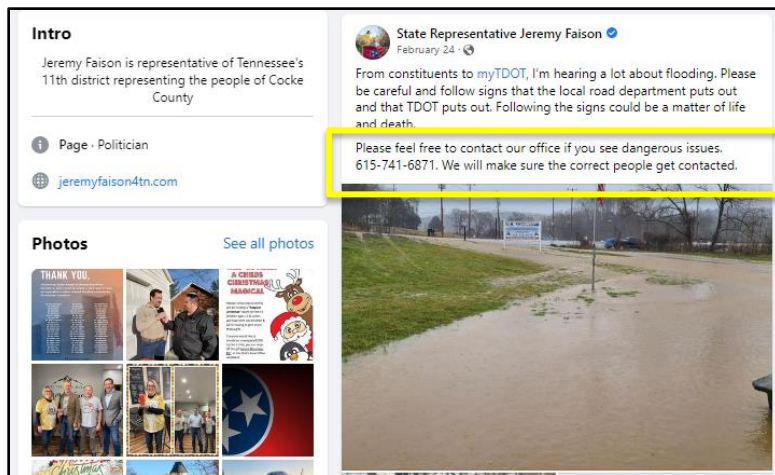 Intro
Jeremy Faison is representative of Tennessee's
11th district representing the people of Cocke
County
Page · Politician
jeremyfaison4tn.com
Photos
See all photos
THANK YOU,
A CHILDS
CHRISTMAS
MAGICAL
Christmas
State Representative Jeremy Faison
February 24 ·
From constituents to myTDOT, I'm hearing a lot about flooding. Please
be careful and follow signs that the local road department puts out
and that TDOT puts out. Following the signs could be a matter of life
and death.
Please feel free to contact our office if you see dangerous issues.
615-741-6871. We will make sure the correct people get contacted.